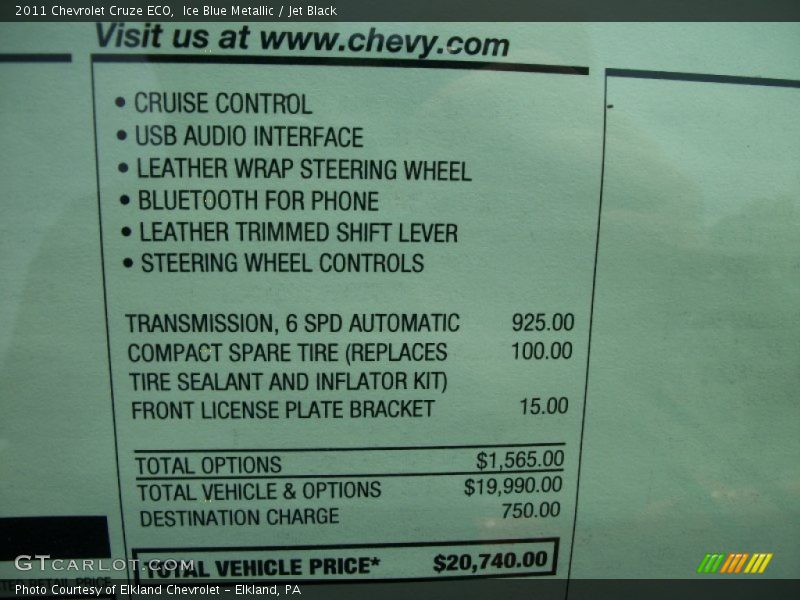 2011 Chevrolet Cruze ECO, Ice Blue Metallic / Jet Black
Visit us at www.chevy.com
• CRUISE CONTROL
• USB AUDIO INTERFACE
• LEATHER WRAP STEERING WHEEL
• BLUETOOTH FOR PHONE
• LEATHER TRIMMED SHIFT LEVER
• STEERING WHEEL CONTROLS
TRANSMISSION, 6 SPD AUTOMATIC 925.00
COMPACT SPARE TIRE (REPLACES 100.00
TIRE SEALANT AND INFLATOR KIT)
FRONT LICENSE PLATE BRACKET 15.00
TOTAL OPTIONS $1,565.00
TOTAL VEHICLE & OPTIONS $19,990.00
DESTINATION CHARGE 750.00
TOTAL VEHICLE PRICE* $20,740.00
GTcarlot.com
RETAIL PRICE
Photo Courtesy of Elkland Chevrolet - Elkland, PA